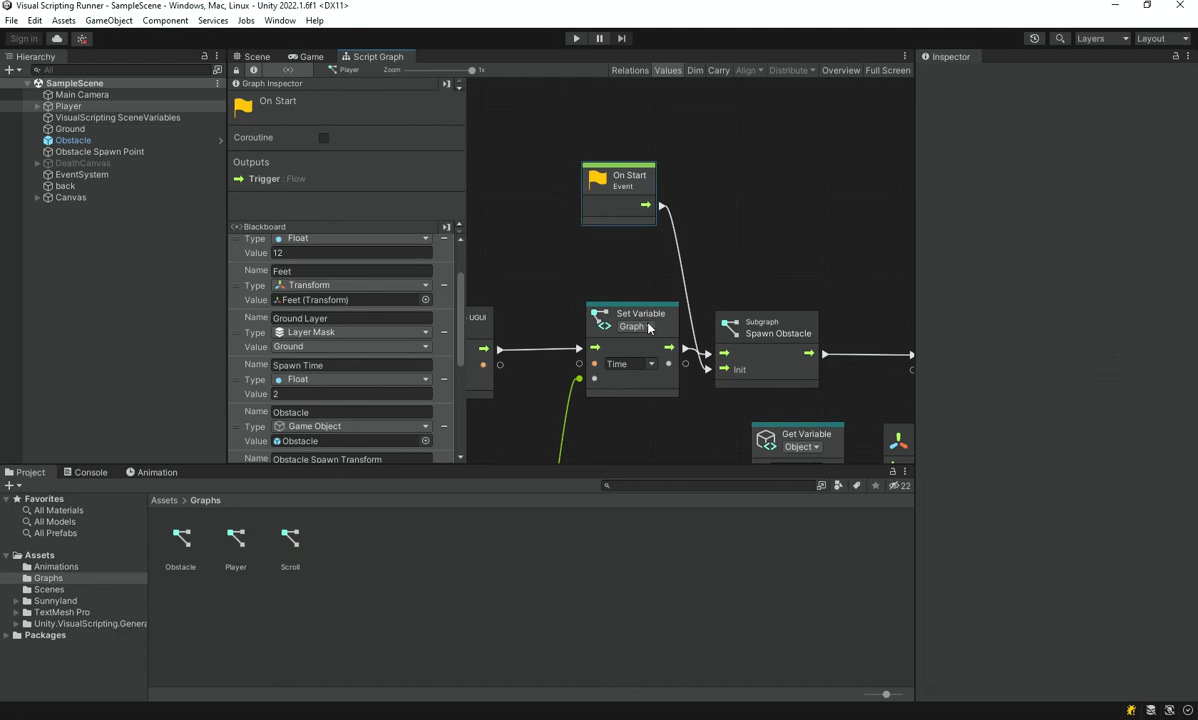 Visual Scripting Runner - SampleScene - Windows, Mac, Linux - Unity 2022.1.6f1 <DX11>
File Edit Assets GameObject Component Services Jobs Window Help
Sign in
Layers Layout
Hierarchy
All
SampleScene
Main Camera
Player
VisualScripting SceneVariables
Ground
Obstacle
Obstacle Spawn Point
DeathCanvas
EventSystem
back
Canvas
Scene Game Script Graph
Player Zoom 1x
Relations Values Dim Carry Align Distribute Overview Full Screen
Graph Inspector
On Start
Coroutine
Outputs
Trigger : Flow
Blackboard
Type Float
Value 12
Name Feet
Type Transform
Value Feet (Transform)
Name Ground Layer
Type Layer Mask
Value Ground
Name Spawn Time
Type Float
Value 2
Name Obstacle
Type Game Object
Value Obstacle
Name Obstacle Spawn Transform
On Start
Event
UGUI
Set Variable
Graph
Time
Subgraph
Spawn Obstacle
Init
Get Variable
Object
Inspector
Project Console Animation
22
Favorites
All Materials
All Models
All Prefabs
Assets
Animations
Graphs
Scenes
Sunnyland
TextMesh Pro
Unity.VisualScripting.Genera
Packages
Assets > Graphs
Obstacle Player Scroll